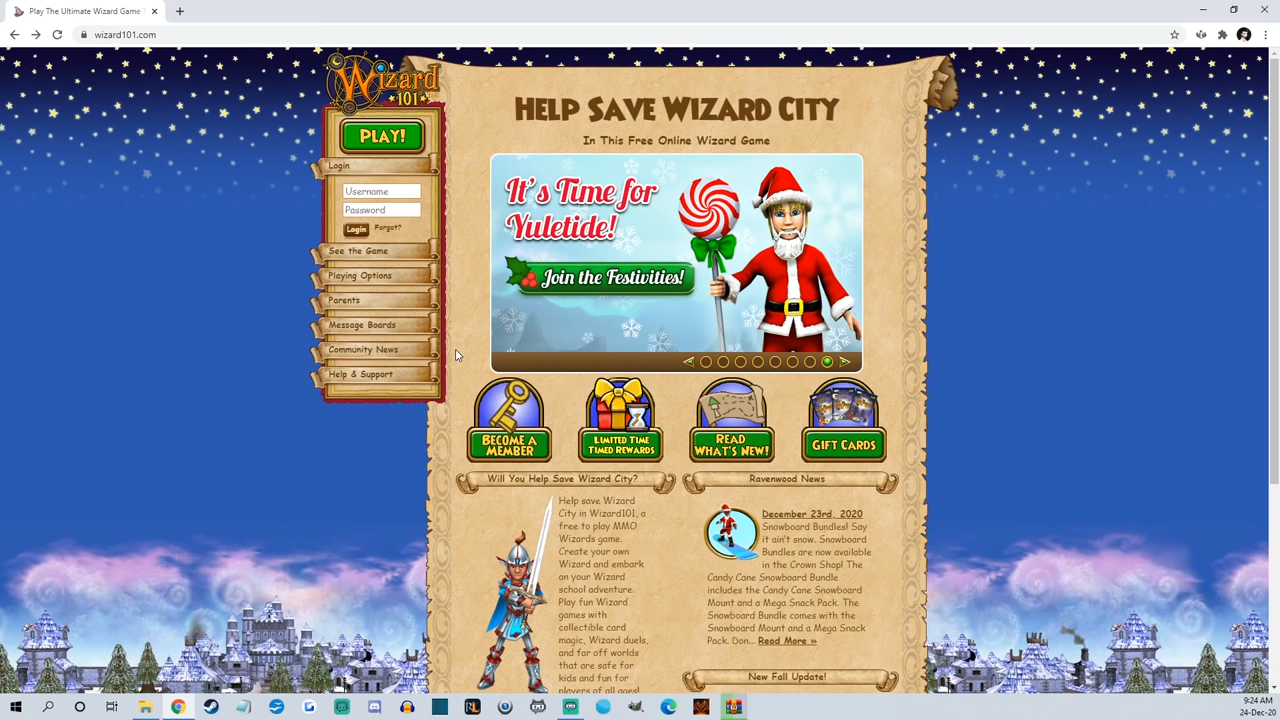 Play The Ultimate Wizard Game
wizard101.com
Wizard
101
PLAY!
Login
Username
Password
Login Forgot?
See the Game
Playing Options
Parents
Message Boards
Community News
Help & Support
Help Save Wizard City
In This Free Online Wizard Game
It's Time for
Yuletide!
Join the Festivities!
Become a
Member
Limited Time
Timed Rewards
Read
What's New!
Gift Cards
Will You Help Save Wizard City?
Help save Wizard
City in Wizard101, a
free to play MMO
Wizards game.
Create your own
Wizard and embark
on your Wizard
school adventure.
Play fun Wizard
games with
collectible card
magic, Wizard duels,
and far off worlds
that are safe for
kids and fun for
players of all ages!
Ravenwood News
December 23rd, 2020
Snowboard Bundles! Say
it ain't snow. Snowboard
Bundles are now available
in the Crown Shop! The
Candy Cane Snowboard Bundle
includes the Candy Cane Snowboard
Mount and a Mega Snack Pack. The
Snowboard Bundle comes with the
Snowboard Mount and a Mega Snack
Pack. Don... Read More »
New Fall Update!
9:24 AM
24-Dec-20